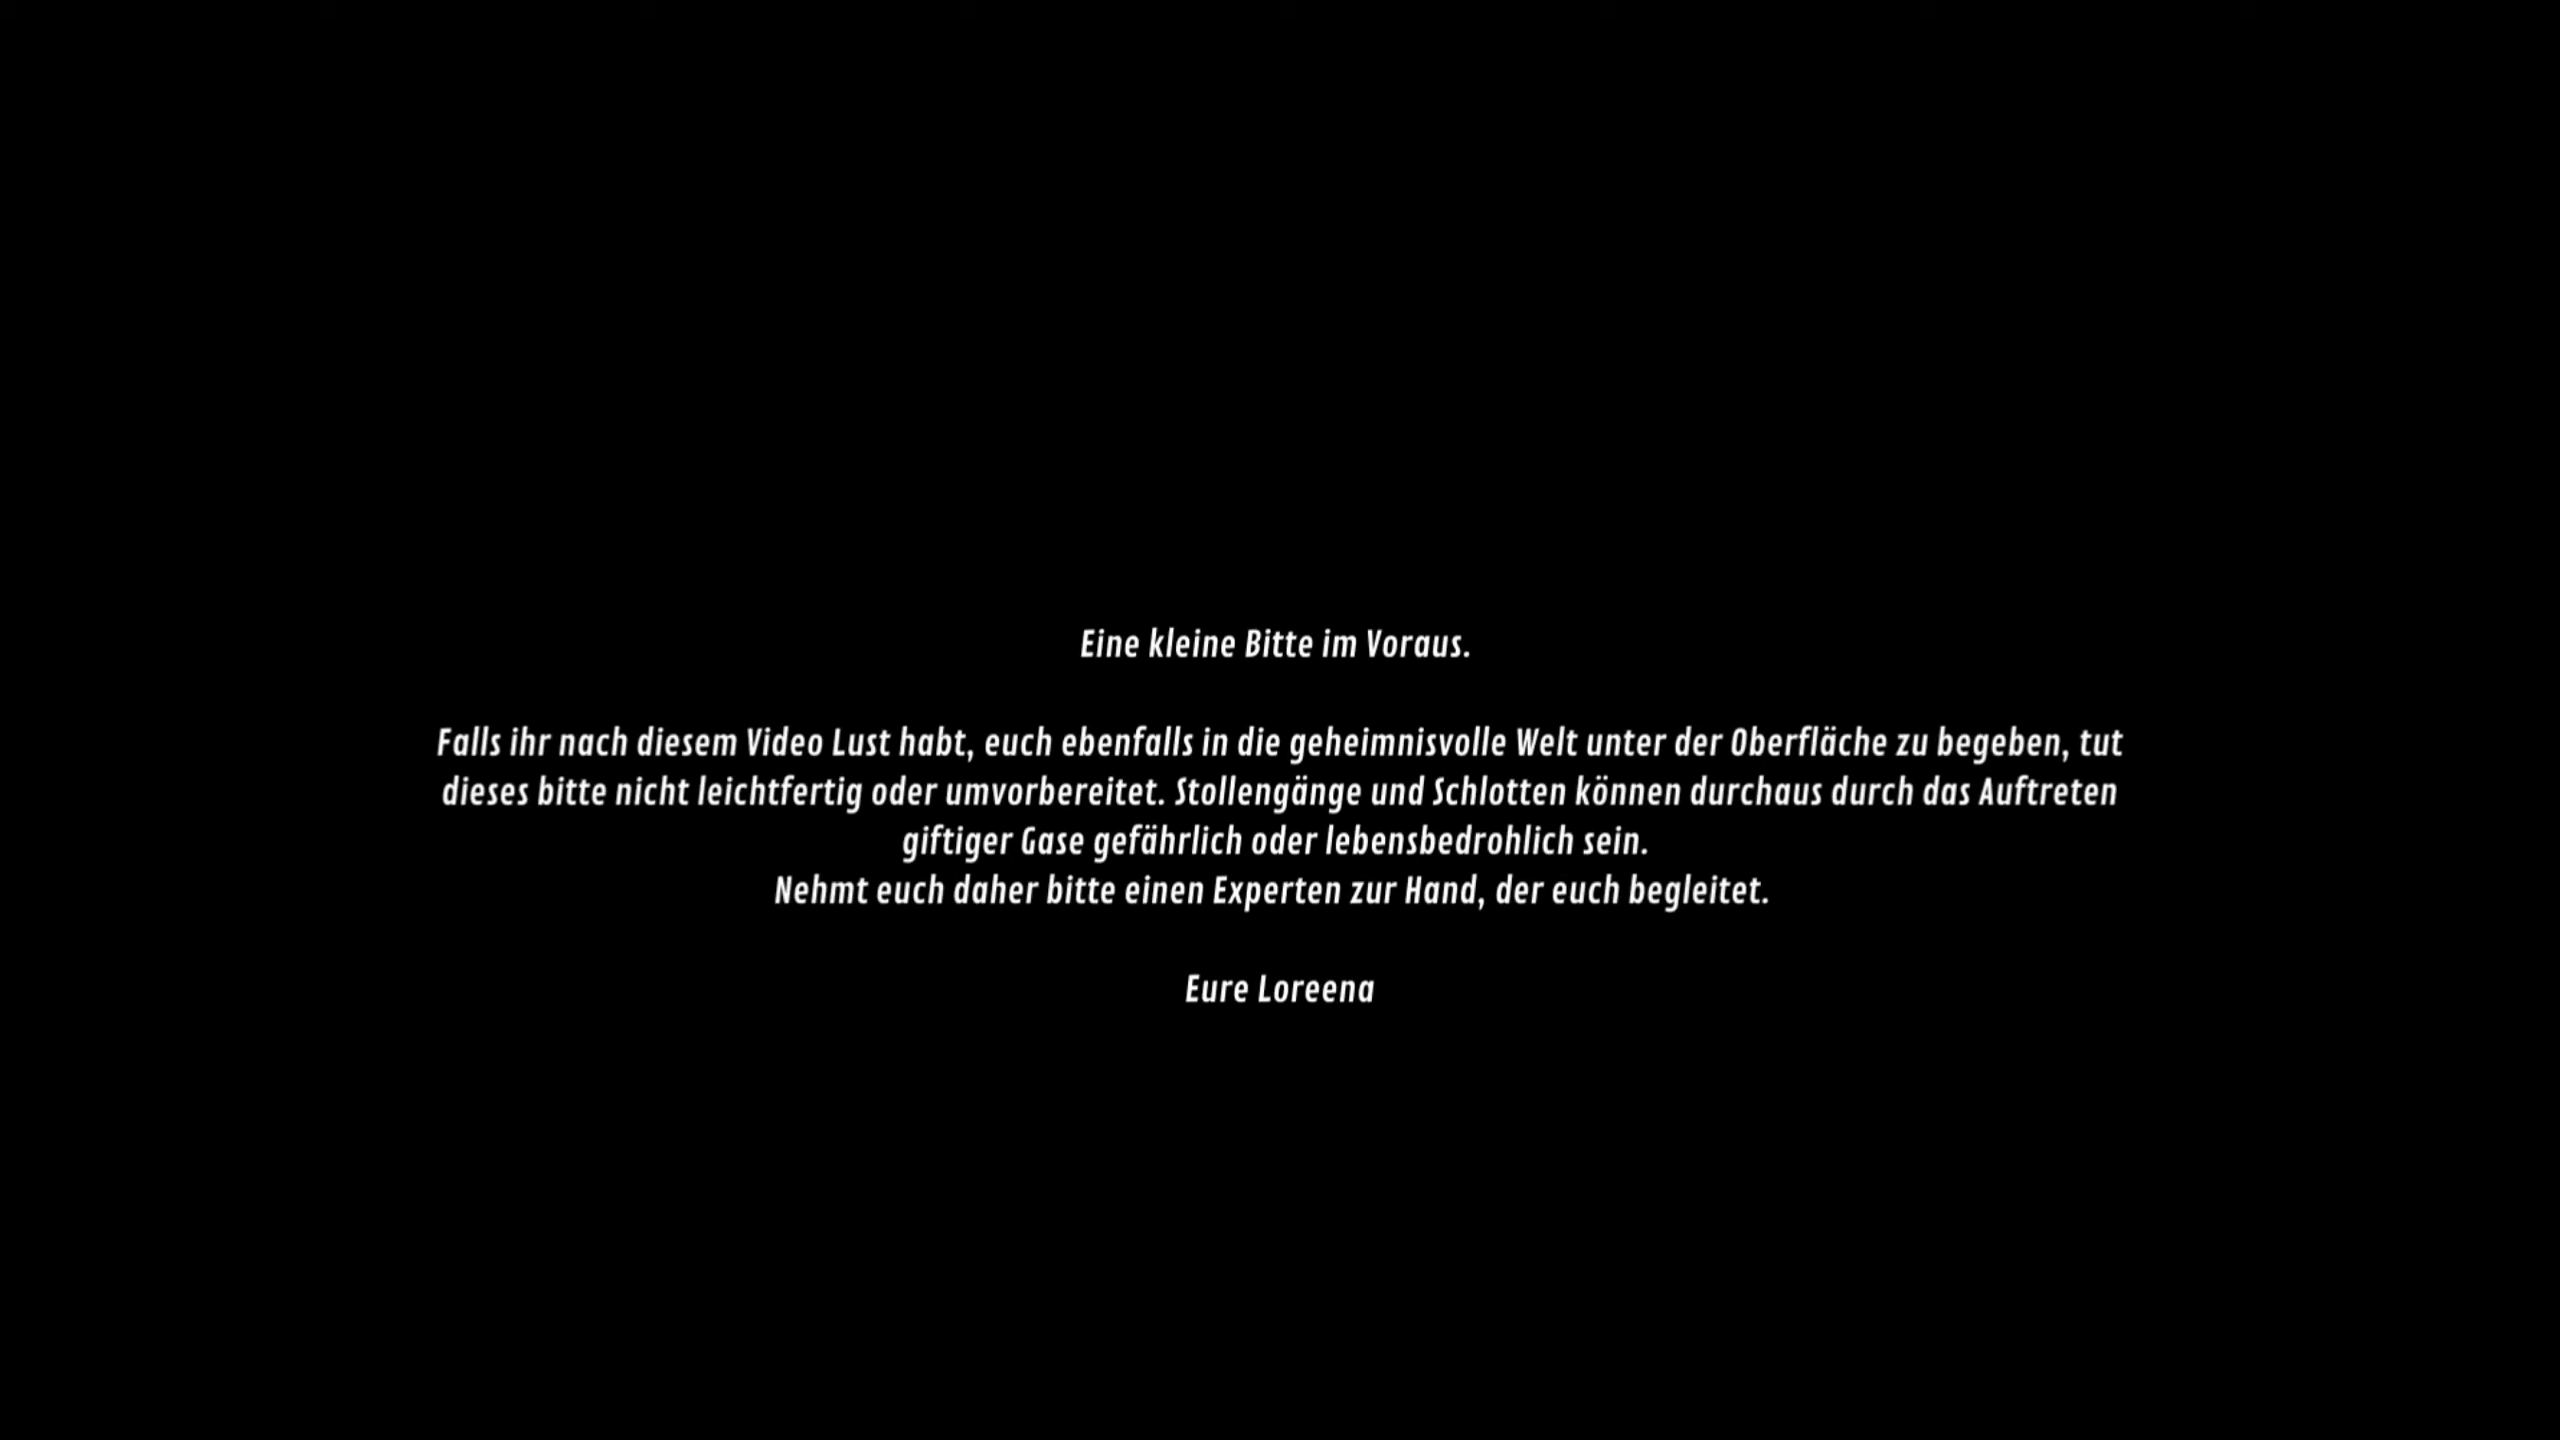 Eine kleine Bitte im Voraus.
Falls ihr nach diesem Video Lust habt, euch ebenfalls in die geheimnisvolle Welt unter der Oberfläche zu begeben, tut
dieses bitte nicht leichtfertig oder umvorbereitet. Stollengänge und Schlotten können durchaus durch das Auftreten
giftiger Gase gefährlich oder lebensbedrohlich sein.
Nehmt euch daher bitte einen Experten zur Hand, der euch begleitet.
Eure Loreena